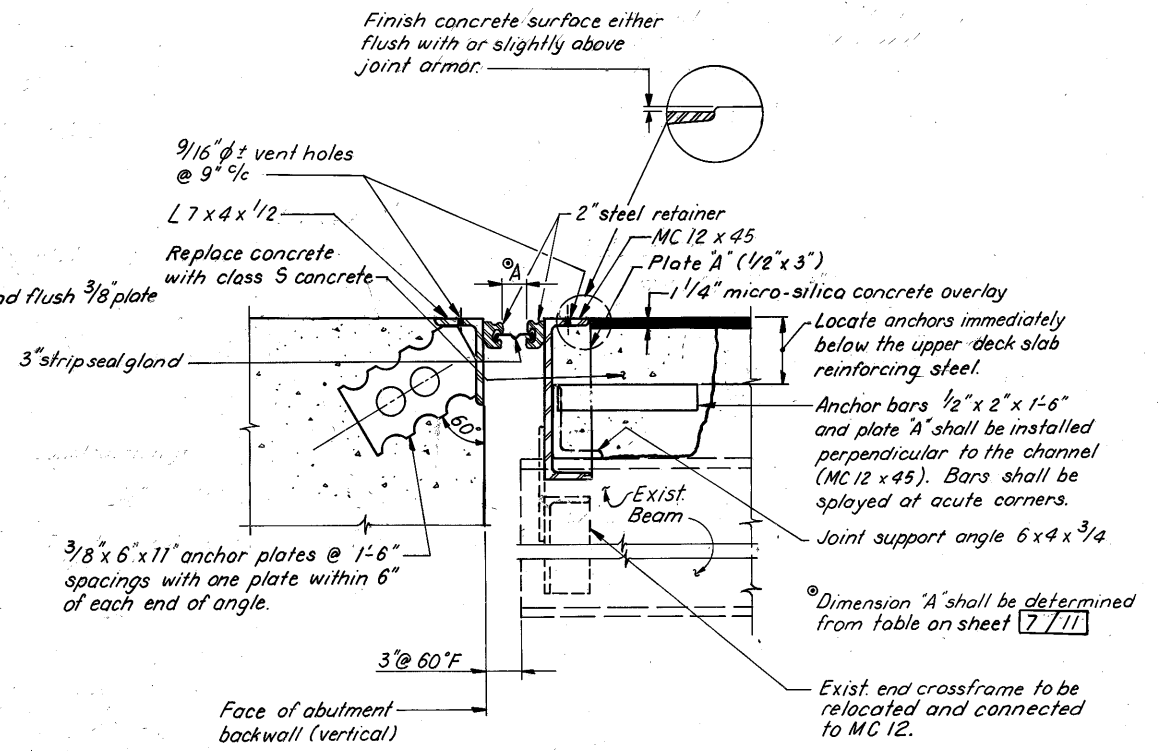 Finish concrete surface either
flush with or slightly above
joint armor.
9/16"ϕ± vent holes
@ 9" c/c
L 7 x 4 x 1/2
Replace concrete
with class S concrete
nd flush 3/8" plate
3" strip seal gland
"A"
2" steel retainer
MC 12 x 45
Plate "A" (1/2" x 3")
1 1/4" micro-silica concrete overlay
Locate anchors immediately
below the upper deck slab
reinforcing steel.
Anchor bars 1/2" x 2" x 1'-6"
and plate "A" shall be installed
perpendicular to the channel
(MC 12 x 45). Bars shall be
splayed at acute corners.
Joint support angle 6 x 4 x 3/4
60°
Exist.
Beam
3/8" x 6" x 11" anchor plates @ 1'-6"
spacings with one plate within 6"
of each end of angle.
Dimension "A" shall be determined
from table on sheet 7/11
3" @ 60°F
Face of abutment
backwall (vertical)
Exist. end crossframe to be
relocated and connected
to MC 12.